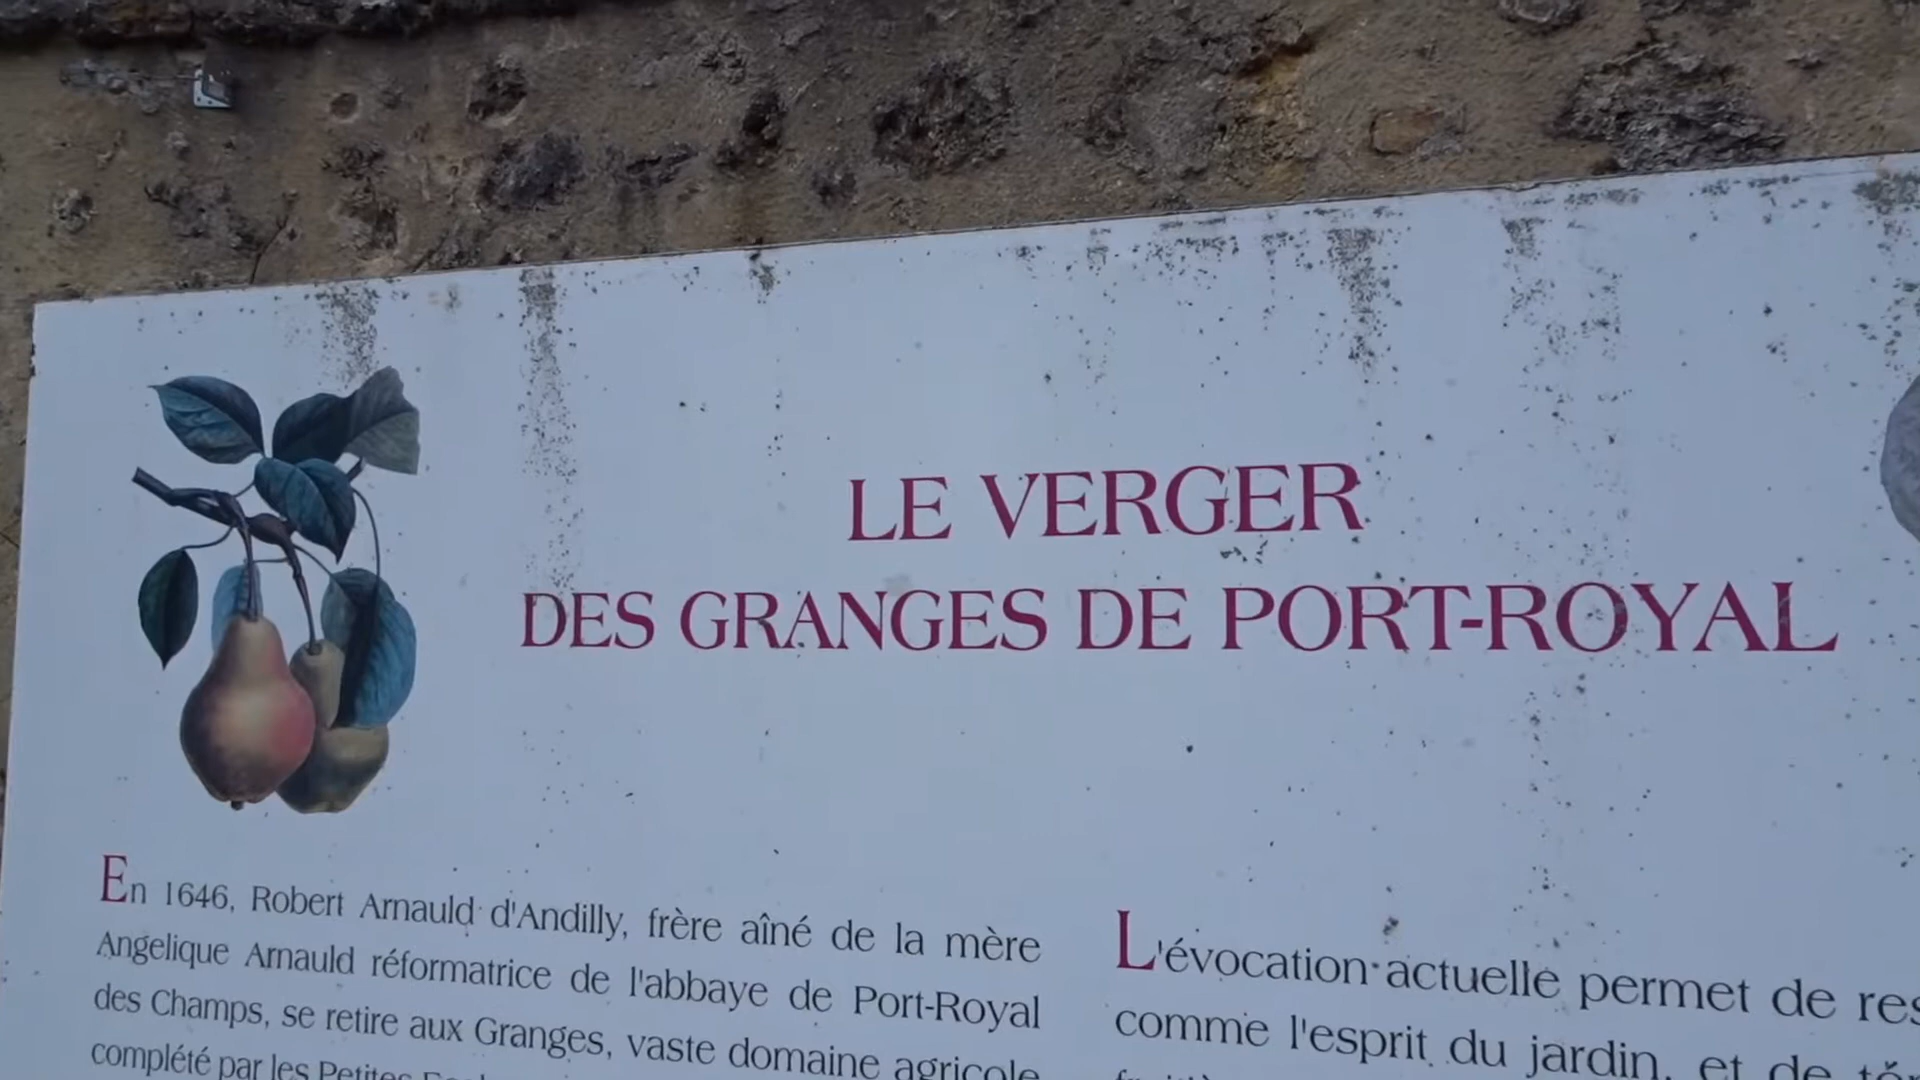 LE VERGER
DES GRANGES DE PORT-ROYAL
En 1646, Robert Arnauld d'Andilly, frère aîné de la mère
Angelique Arnauld réformatrice de l'abbaye de Port-Royal
des Champs, se retire aux Granges, vaste domaine agricole
complété par les Petites
L'évocation actuelle permet de
comme l'esprit du jardin, et de